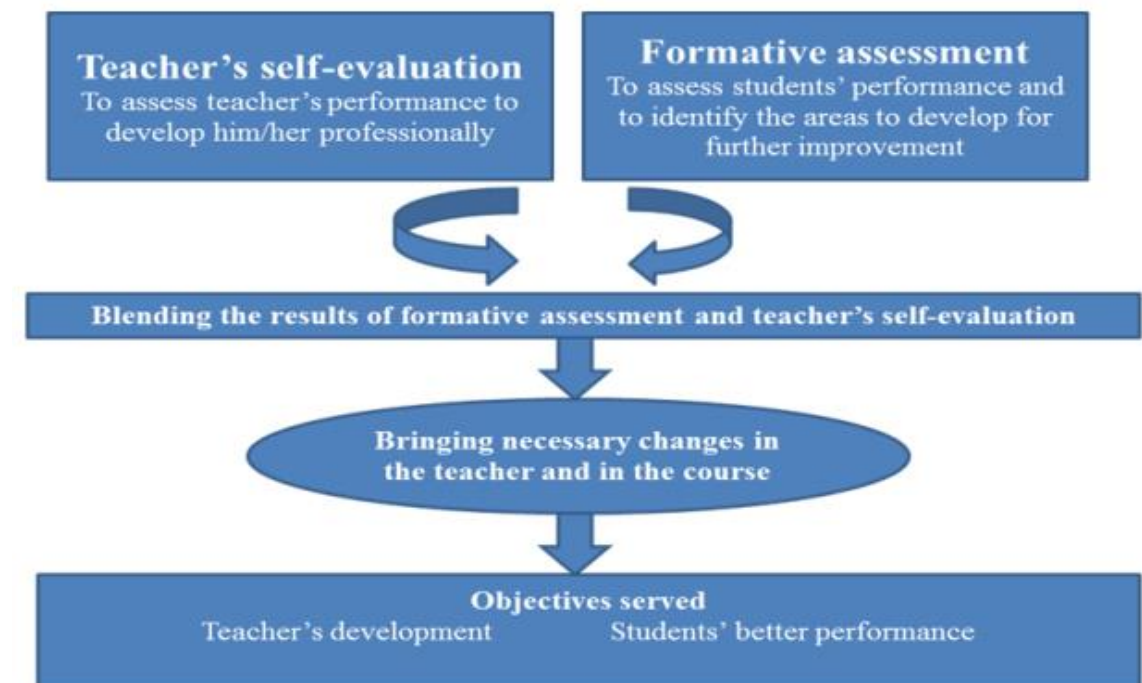 Teacher’s self-evaluation
To assess teacher’s performance to
develop him/her professionally
Formative assessment
To assess students’ performance and
to identify the areas to develop for
further improvement
Blending the results of formative assessment and teacher’s self-evaluation
Bringing necessary changes in
the teacher and in the course
Objectives served
Teacher’s development Students’ better performance